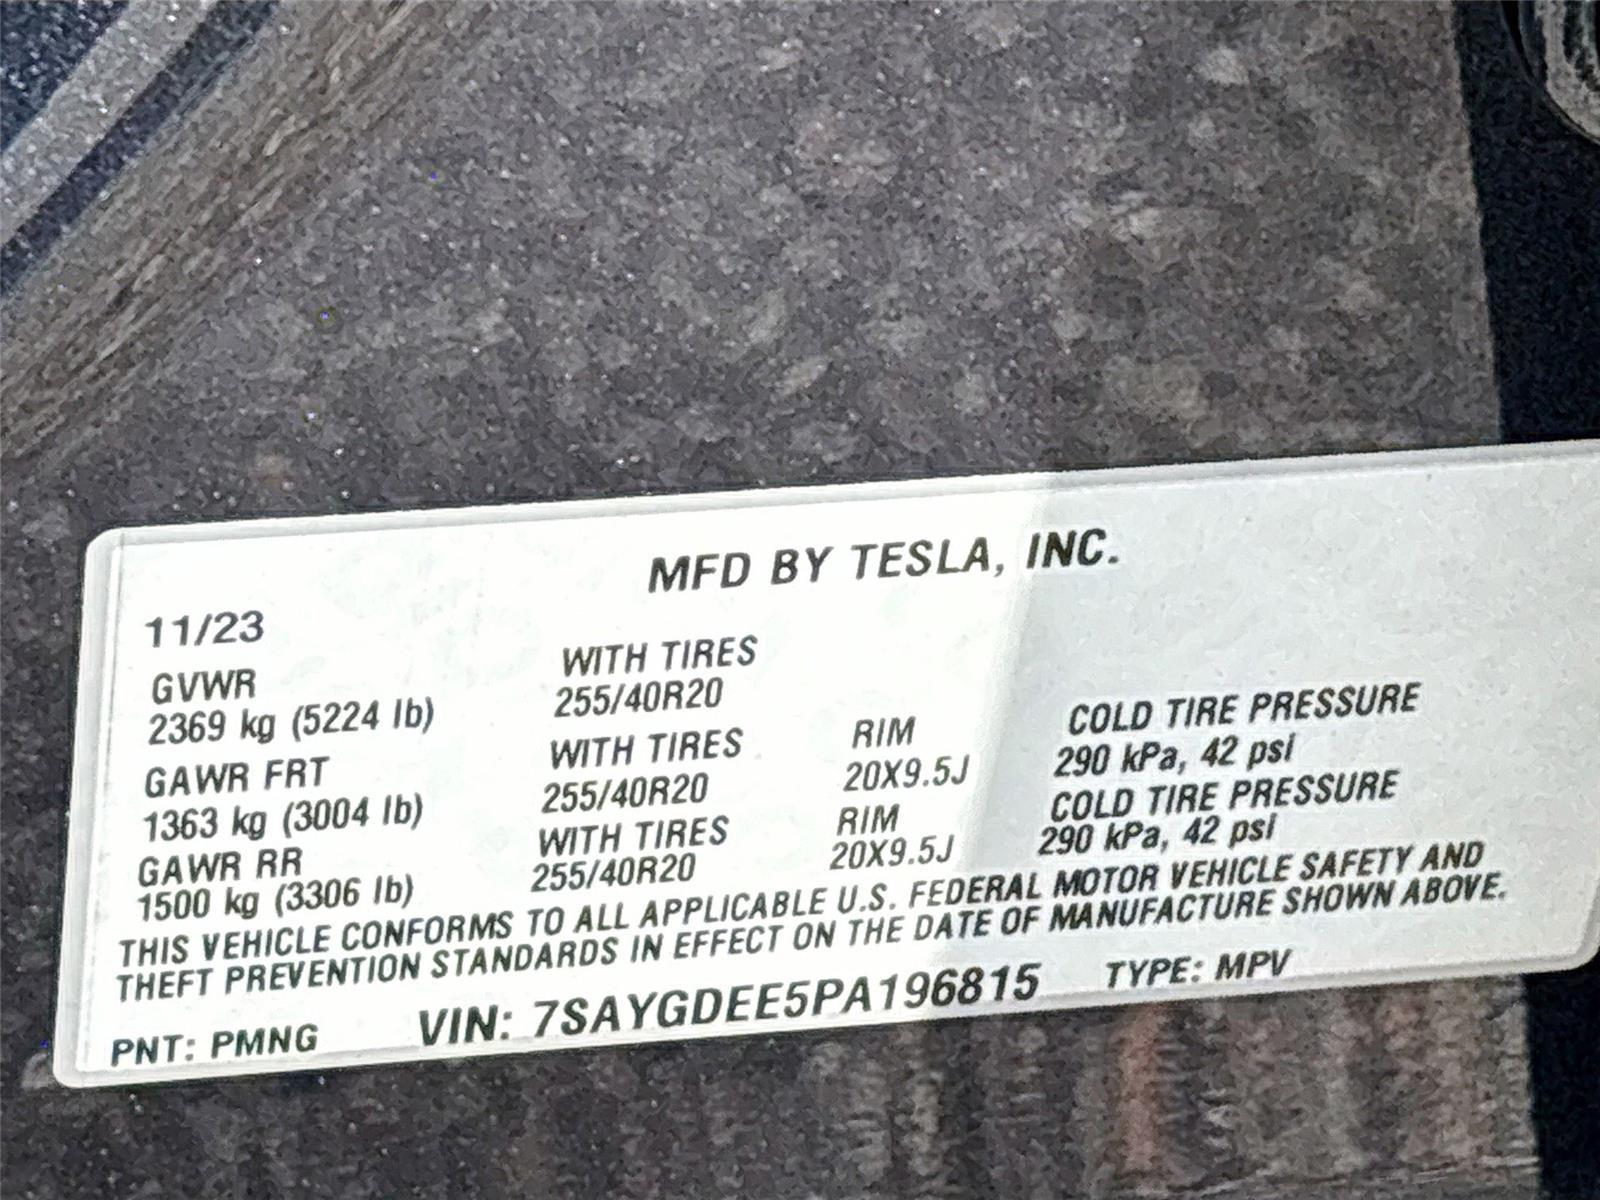 MFD BY TESLA, INC.
11/23
GVWR WITH TIRES
2369 kg (5224 lb) 255/40R20
GAWR FRT WITH TIRES RIM COLD TIRE PRESSURE
1363 kg (3004 lb) 255/40R20 20X9.5J 290 kPa, 42 psi
GAWR RR WITH TIRES RIM COLD TIRE PRESSURE
1500 kg (3306 lb) 255/40R20 20X9.5J 290 kPa, 42 psi
THIS VEHICLE CONFORMS TO ALL APPLICABLE U.S. FEDERAL MOTOR VEHICLE SAFETY AND
THEFT PREVENTION STANDARDS IN EFFECT ON THE DATE OF MANUFACTURE SHOWN ABOVE.
PNT: PMNG VIN: 7SAYGDEE5PA196815 TYPE: MPV